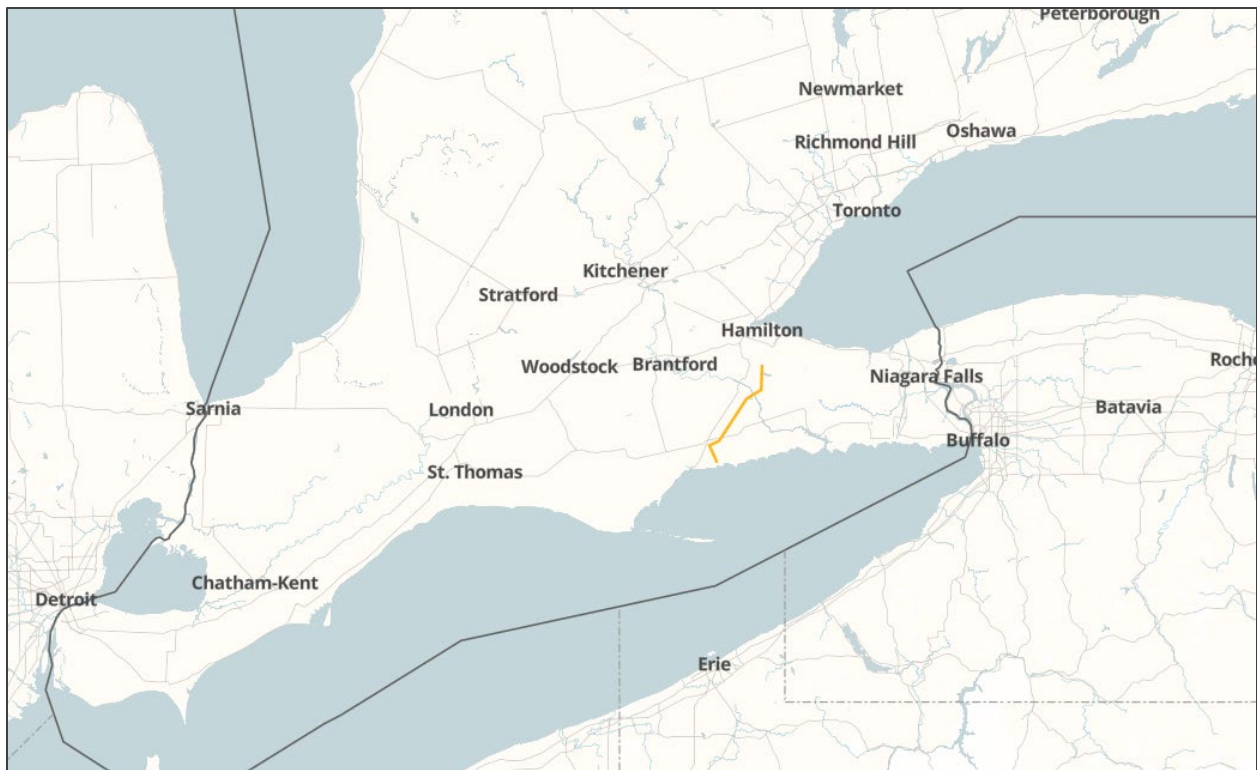 Peterborough
Newmarket
Oshawa
Richmond Hill
Toronto
Kitchener
Stratford
Hamilton
Woodstock
Brantford
Niagara Falls
Roche
Sarnia
London
Batavia
Buffalo
St. Thomas
Chatham-Kent
Detroit
Erie